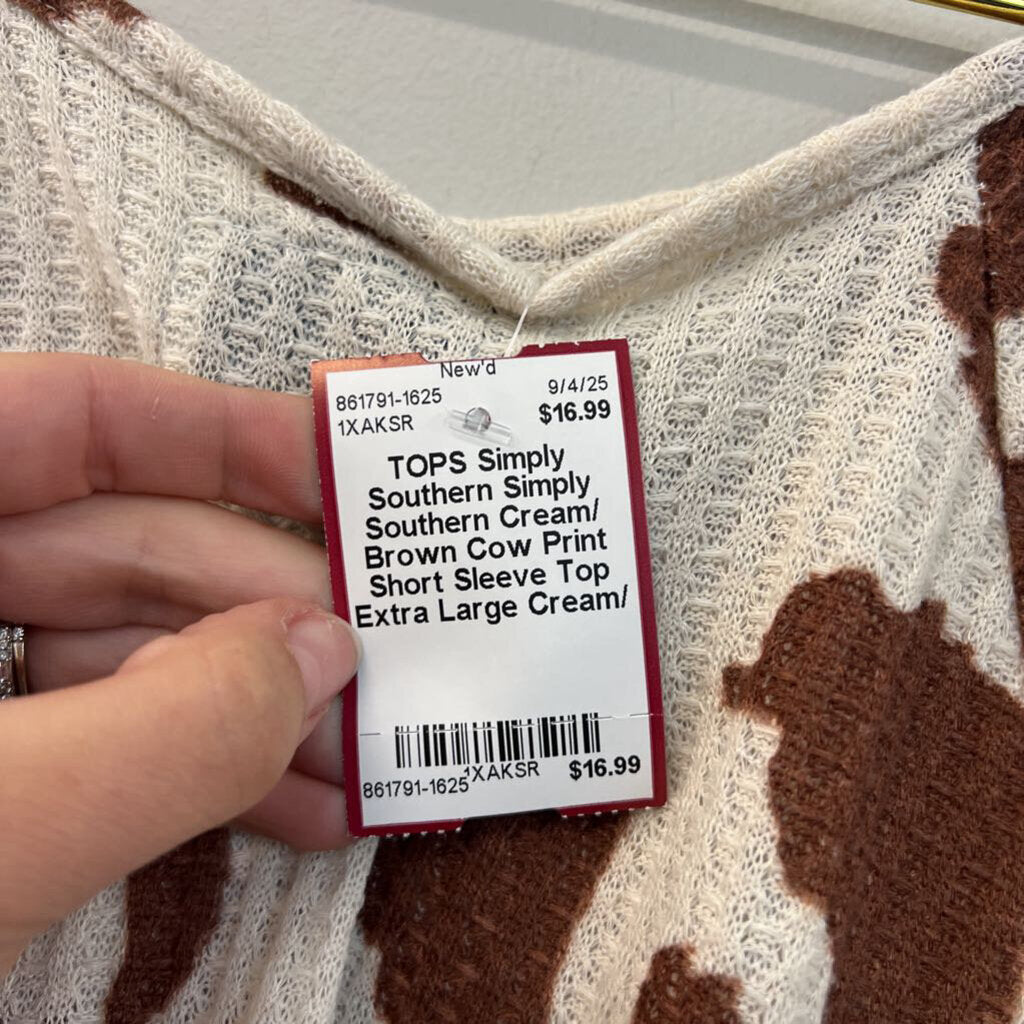 New'd
861791-1625 9/4/25
1XAKSR $16.99
TOPS Simply
Southern Simply
Southern Cream/
Brown Cow Print
Short Sleeve Top
Extra Large Cream/
861791-1625 1XAKSR $16.99